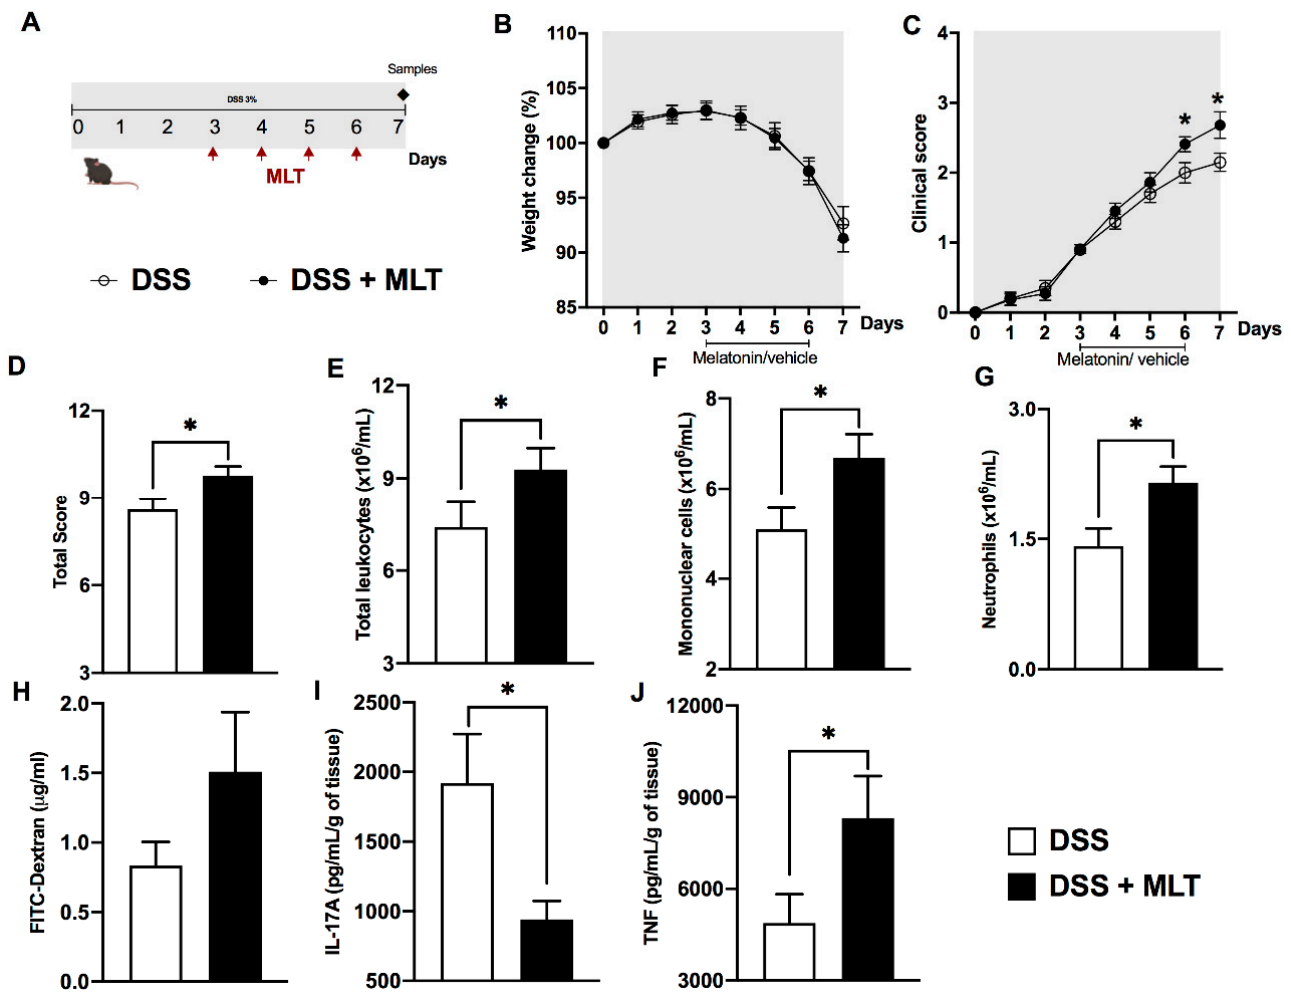 A
Samples
DSS 3%
0 1 2 3 4 5 6 7
Days
MLT
DSS
DSS + MLT
B
Weight change (%)
110
105
100
95
90
85
0 1 2 3 4 5 6 7 Days
Melatonin/vehicle
C
Clinical score
4
3
2
1
0
* *
0 1 2 3 4 5 6 7 Days
Melatonin/ vehicle
D
Total Score
12
9
6
3
*
E
Total leukocytes (x10⁶/mL)
12
9
6
3
*
F
Mononuclear cells (x10⁶/mL)
8
6
4
2
*
G
Neutrophils (x10⁶/mL)
3.0
1.5
0.0
*
H
FITC-Dextran (µg/ml)
2.0
1.5
1.0
0.5
0.0
I
IL-17A (pg/mL/g of tissue)
2500
2000
1500
1000
500
*
J
TNF (pg/mL/g of tissue)
12000
9000
6000
3000
*
DSS
DSS + MLT